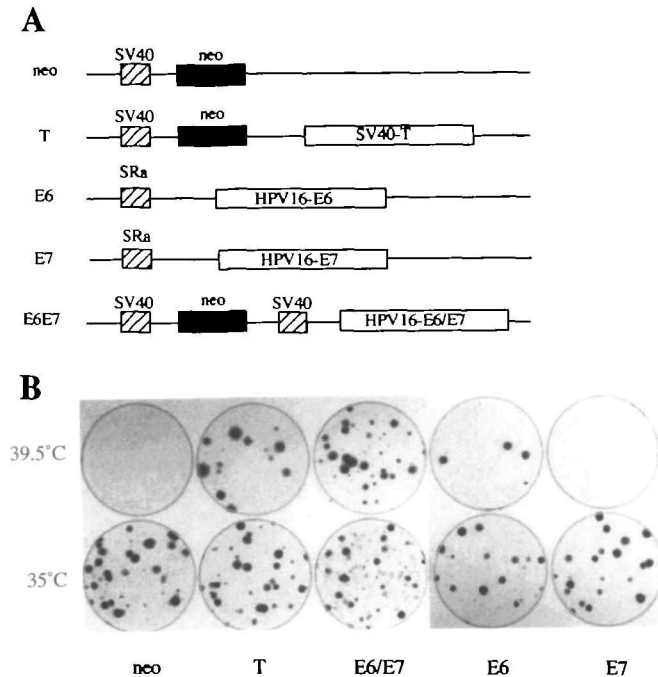 A
SV40 neo
neo
SV40 neo
T SV40-T
SRa
E6 HPV16-E6
SRa
E7 HPV16-E7
SV40 neo SV40
E6E7 HPV16-E6/E7
B
39.5°C
35°C
neo T E6/E7 E6 E7